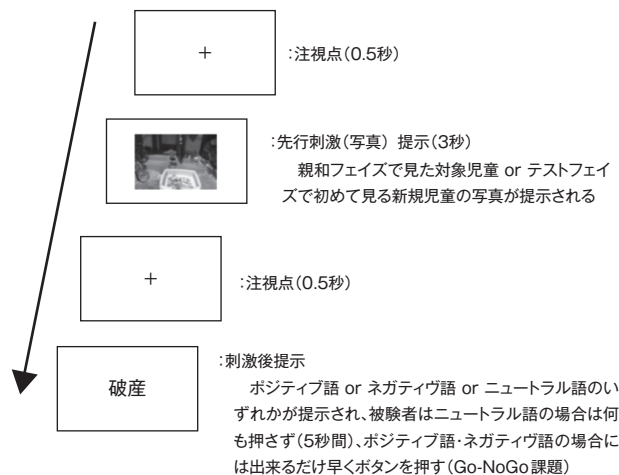 +
:注視点(0.5秒)
:先行刺激(写真) 提示(3秒)
親和フェイズで見た対象児童 or テストフェイ
ズで初めて見る新規児童の写真が提示される
+
:注視点(0.5秒)
破産
:刺激後提示
ポジティブ語 or ネガティヴ語 or ニュートラル語のい
ずれかが提示され、被験者はニュートラル語の場合は何
も押さず(5秒間)、ポジティブ語・ネガティヴ語の場合に
は出来るだけ早くボタンを押す(Go-NoGo課題)